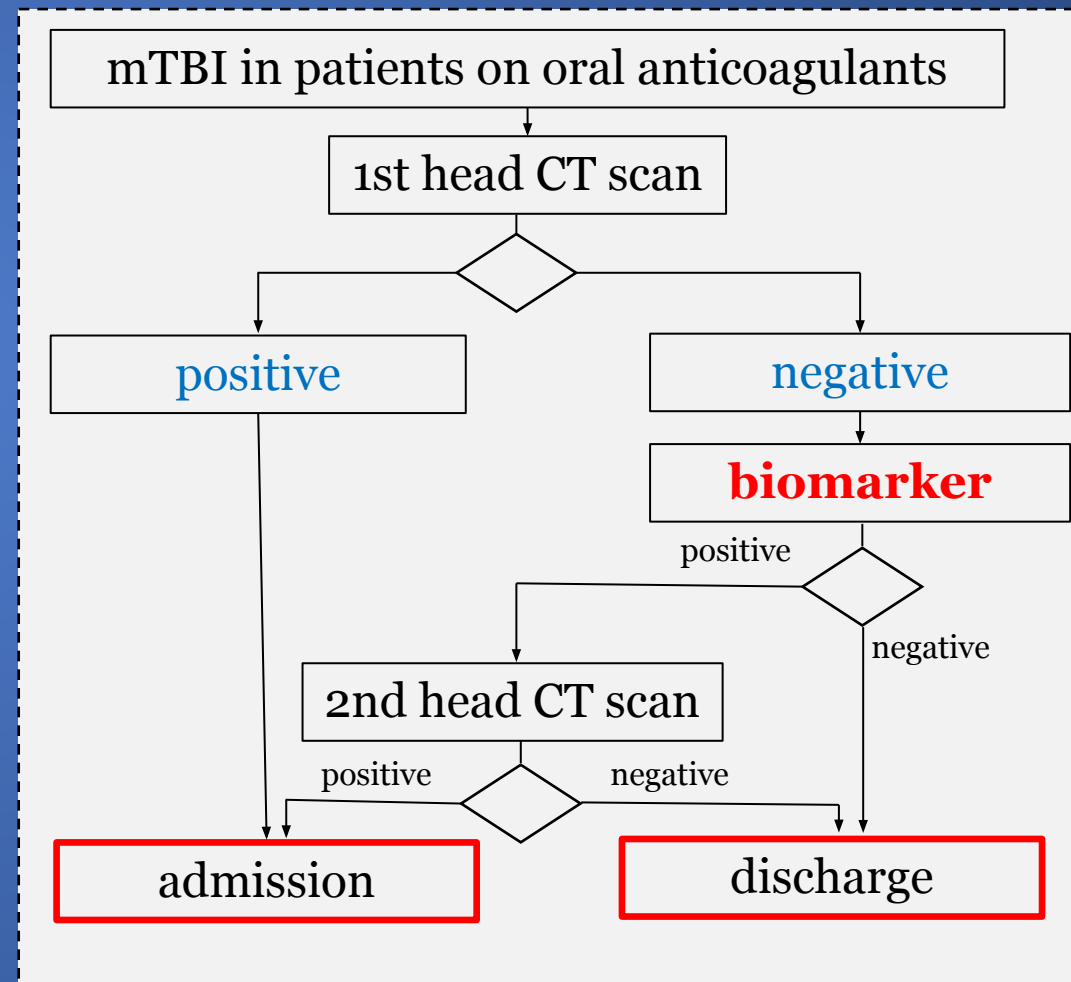 mTBI in patients on oral anticoagulants
1st head CT scan
positive
negative
biomarker
positive
negative
2nd head CT scan
positive
negative
admission
discharge